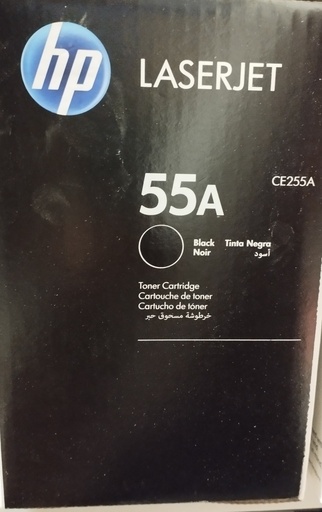 hp
LASERJET
55A
CE255A
Black Tinta Negra
Noir أسود
Toner Cartridge
Cartouche de toner
Cartucho de tóner
خرطوشة مسحوق حبر